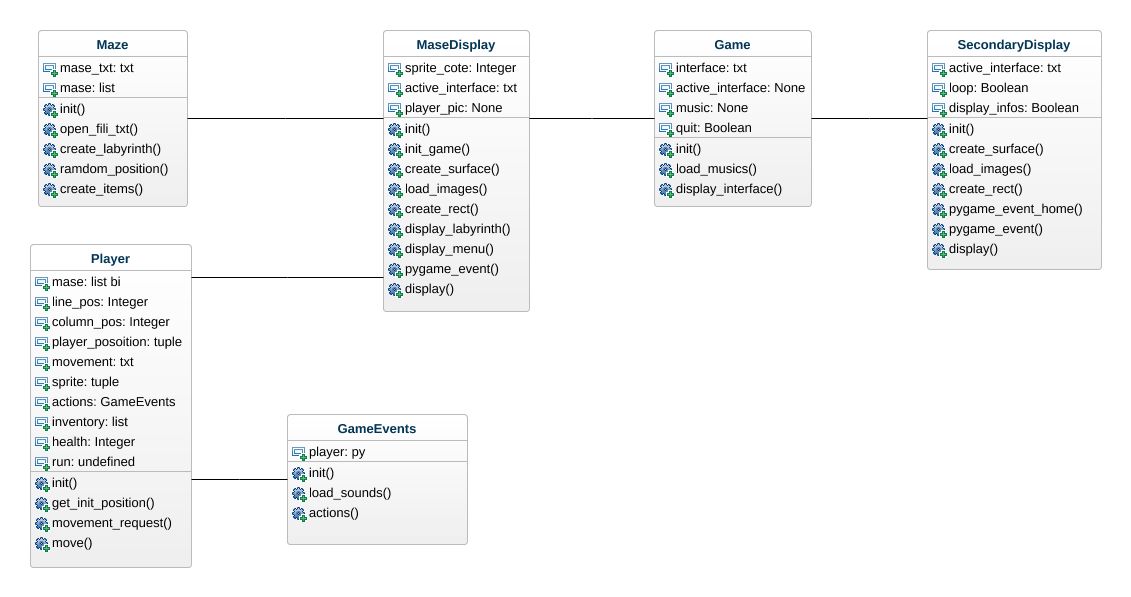 Maze
mase_txt: txt
mase: list
init()
open_fili_txt()
create_labyrinth()
ramdom_position()
create_items()
MaseDisplay
sprite_cote: Integer
active_interface: txt
player_pic: None
init()
init_game()
create_surface()
load_images()
create_rect()
display_labyrinth()
display_menu()
pygame_event()
display()
Game
interface: txt
active_interface: None
music: None
quit: Boolean
init()
load_musics()
display_interface()
SecondaryDisplay
active_interface: txt
loop: Boolean
display_infos: Boolean
init()
create_surface()
load_images()
create_rect()
pygame_event_home()
pygame_event()
display()
Player
mase: list bi
line_pos: Integer
column_pos: Integer
player_posoition: tuple
movement: txt
sprite: tuple
actions: GameEvents
inventory: list
health: Integer
run: undefined
init()
get_init_position()
movement_request()
move()
GameEvents
player: py
init()
load_sounds()
actions()